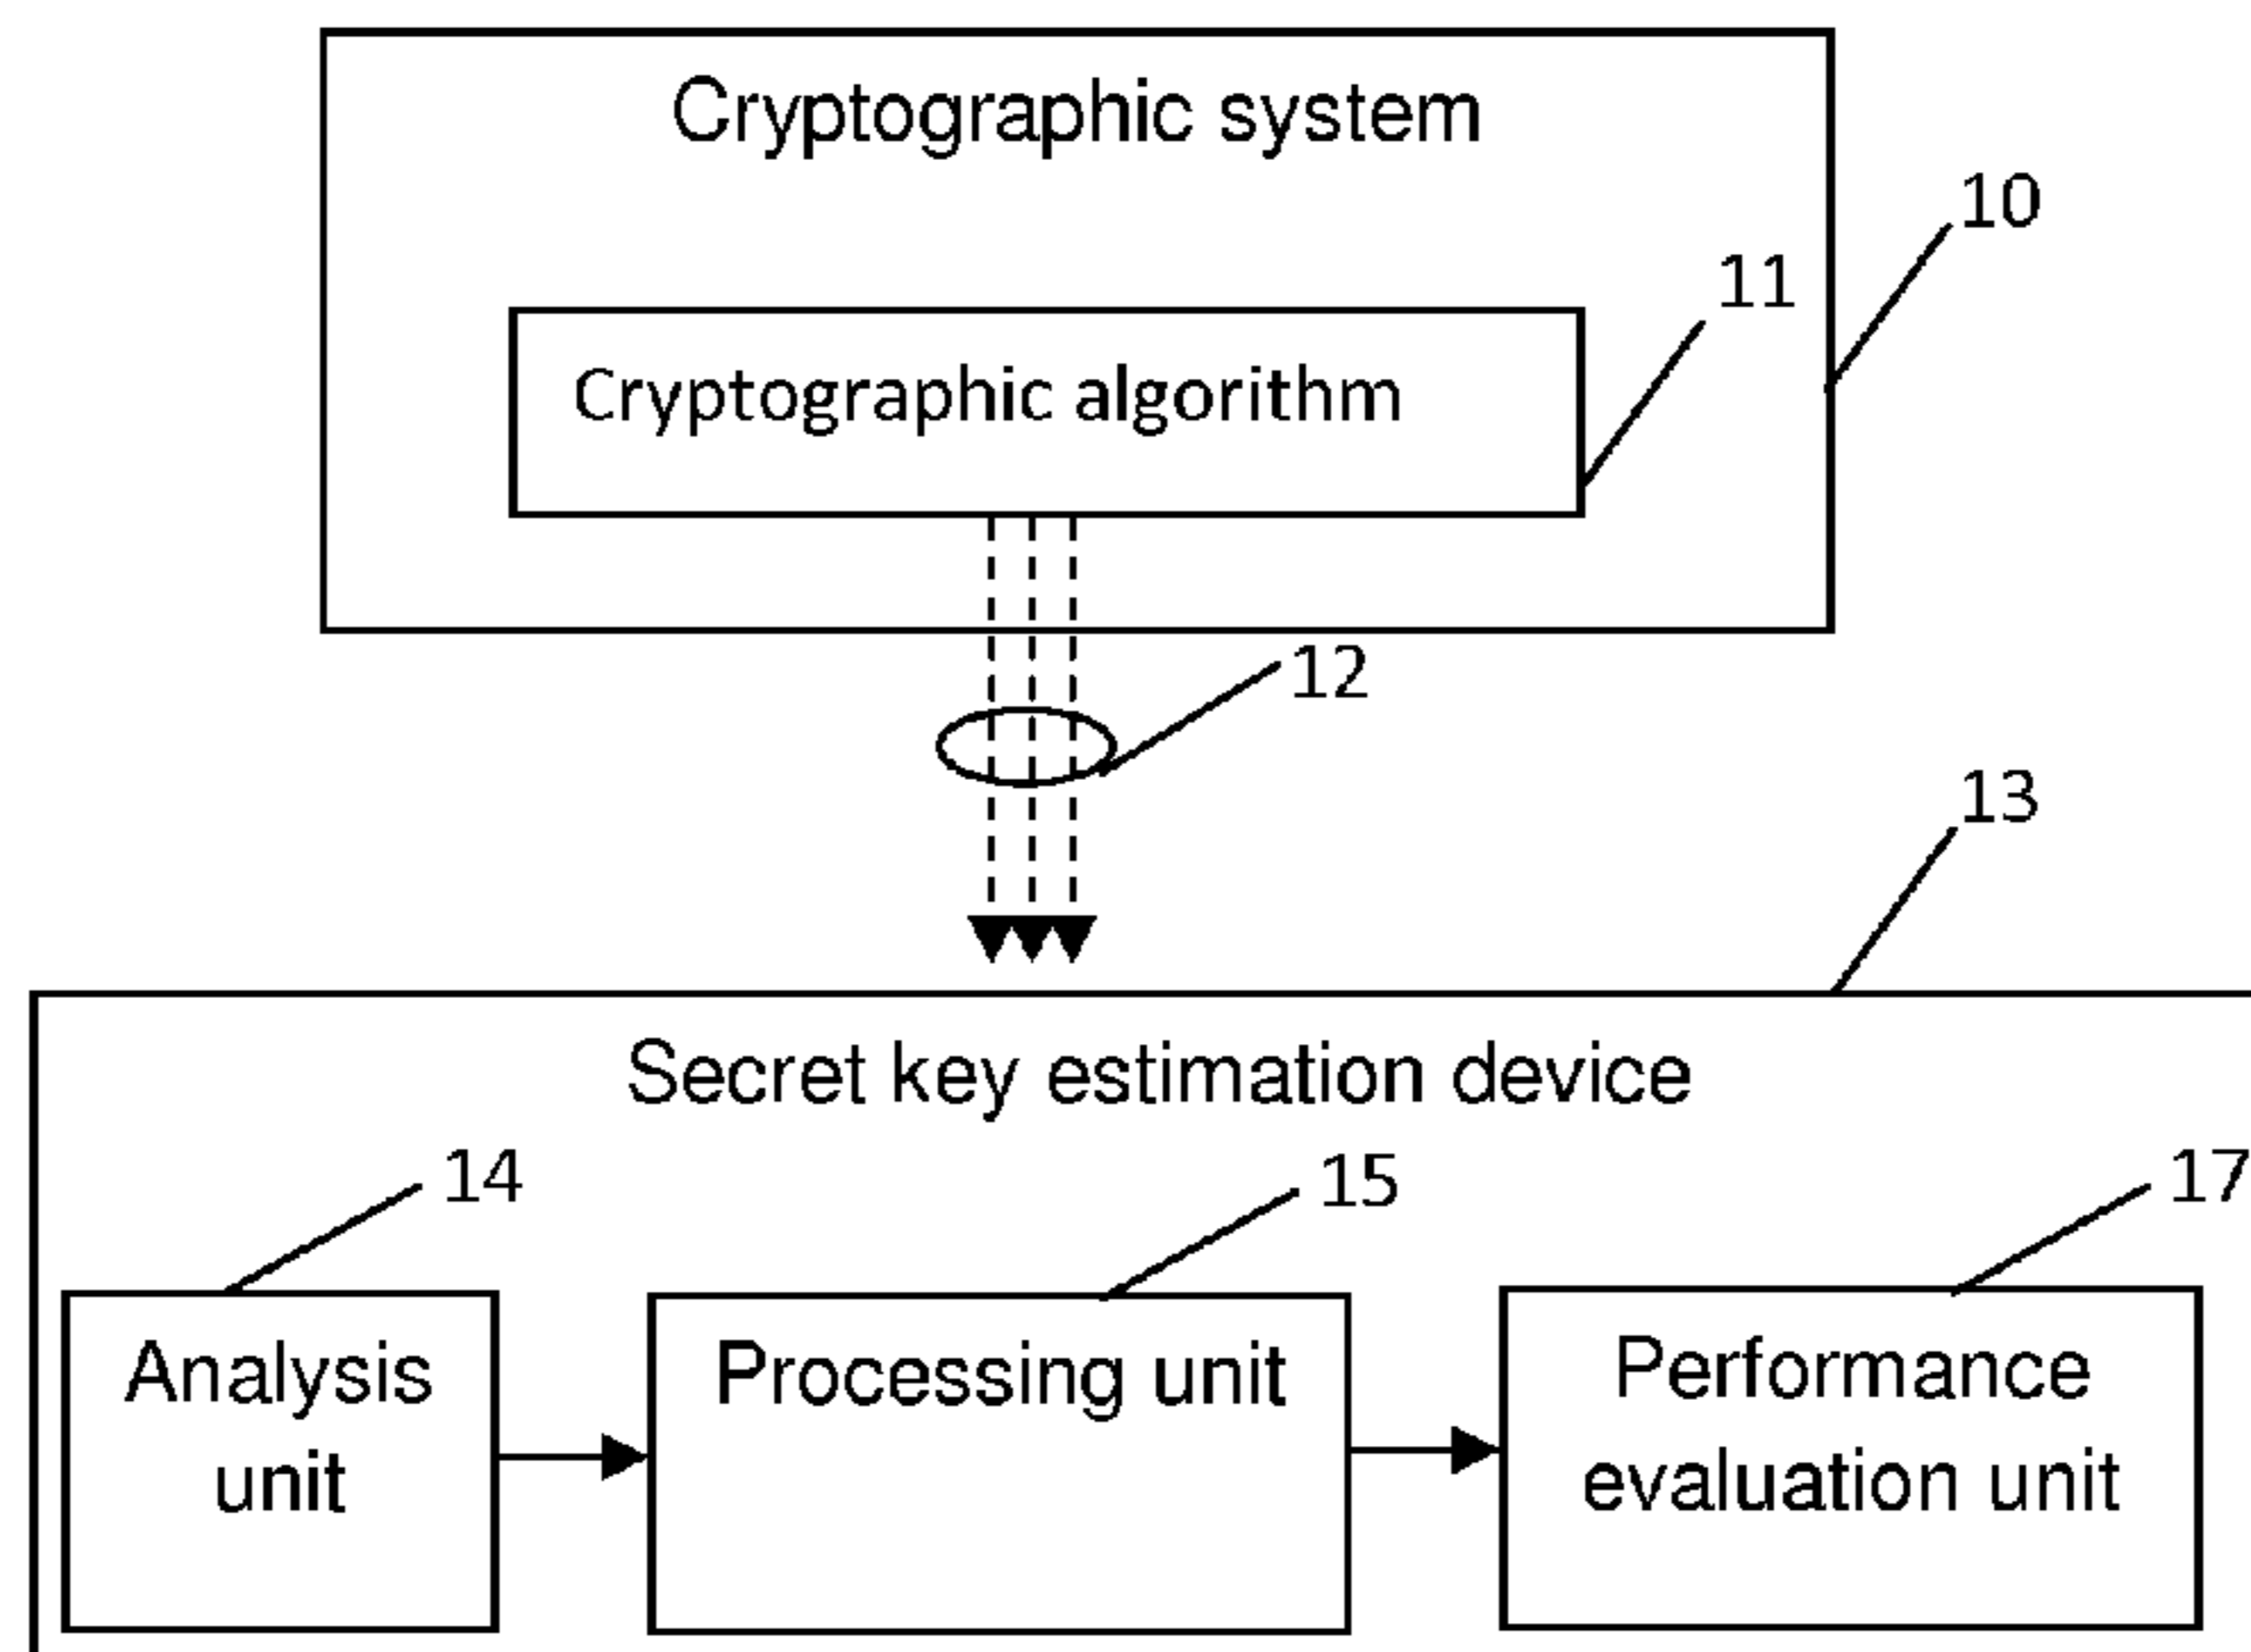 Cryptographic system
10
11
Cryptographic algorithm
12
13
Secret key estimation device
14
15
17
Analysis
unit
Processing unit
Performance
evaluation unit